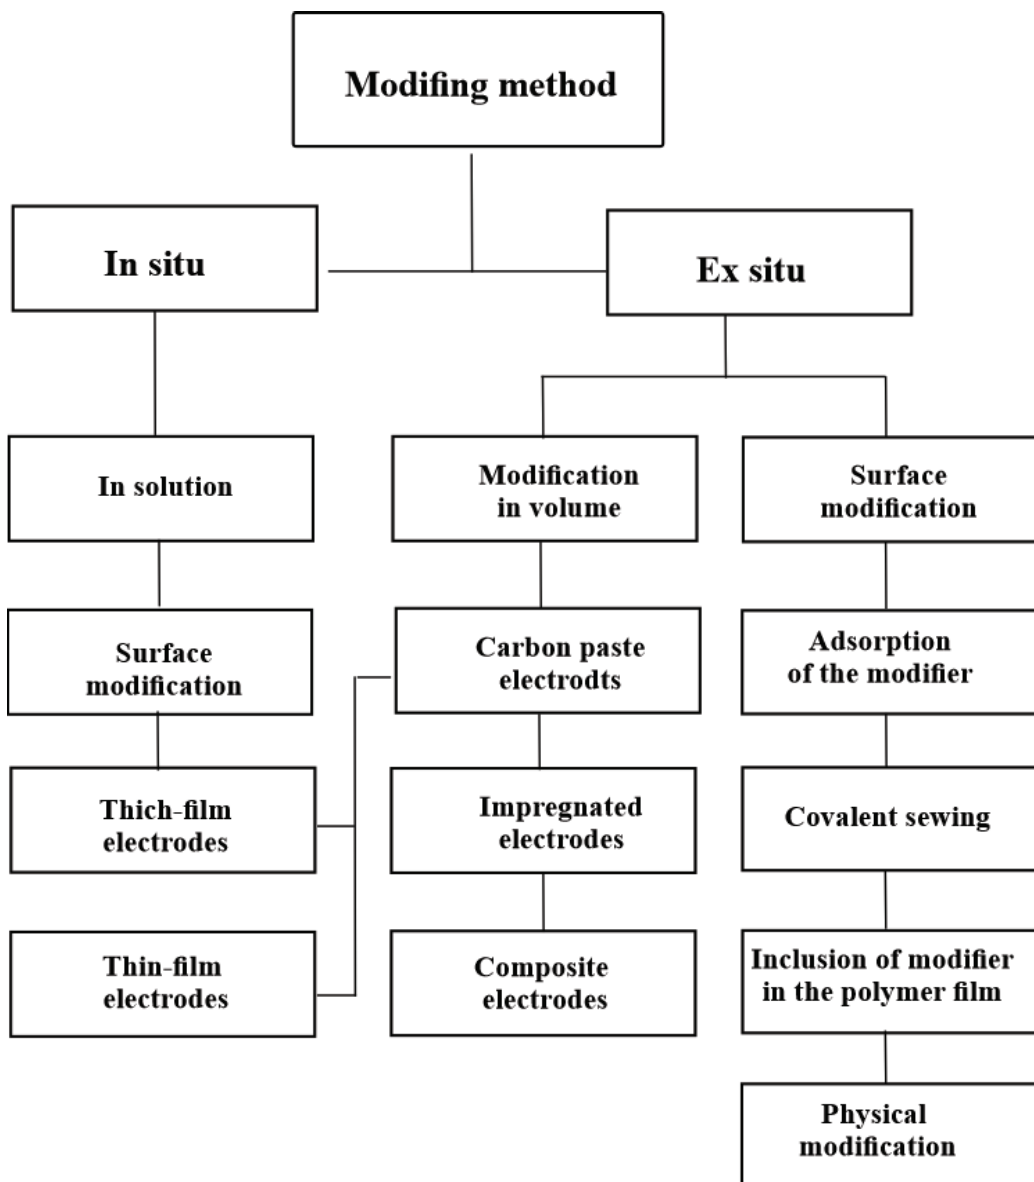 Modifing method
In situ
Ex situ
In solution
Modification
in volume
Surface
modification
Surface
modification
Carbon paste
electrodts
Adsorption
of the modifier
Thich-film
electrodes
Impregnated
electrodes
Covalent sewing
Thin-film
electrodes
Composite
electrodes
Inclusion of modifier
in the polymer film
Physical
modification